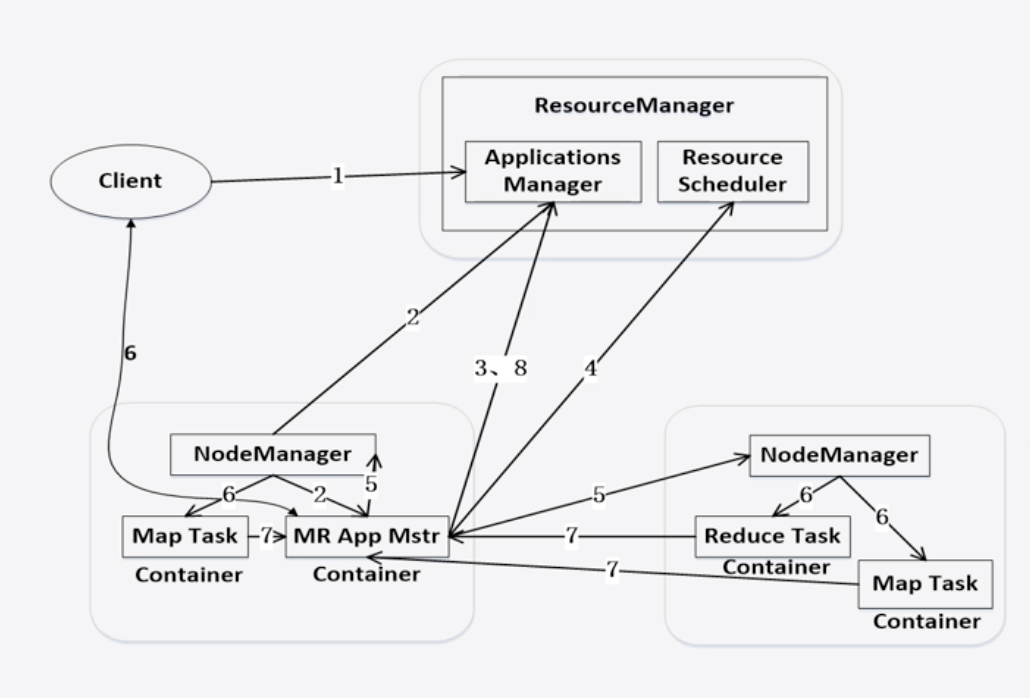 ResourceManager
Applications
Manager
Resource
Scheduler
Client
1
2
6
3、8
4
NodeManager
NodeManager
5
6
2
5
6
6
Map Task
7
MR App Mstr
7
Reduce Task
Container
Container
Container
7
Map Task
Container